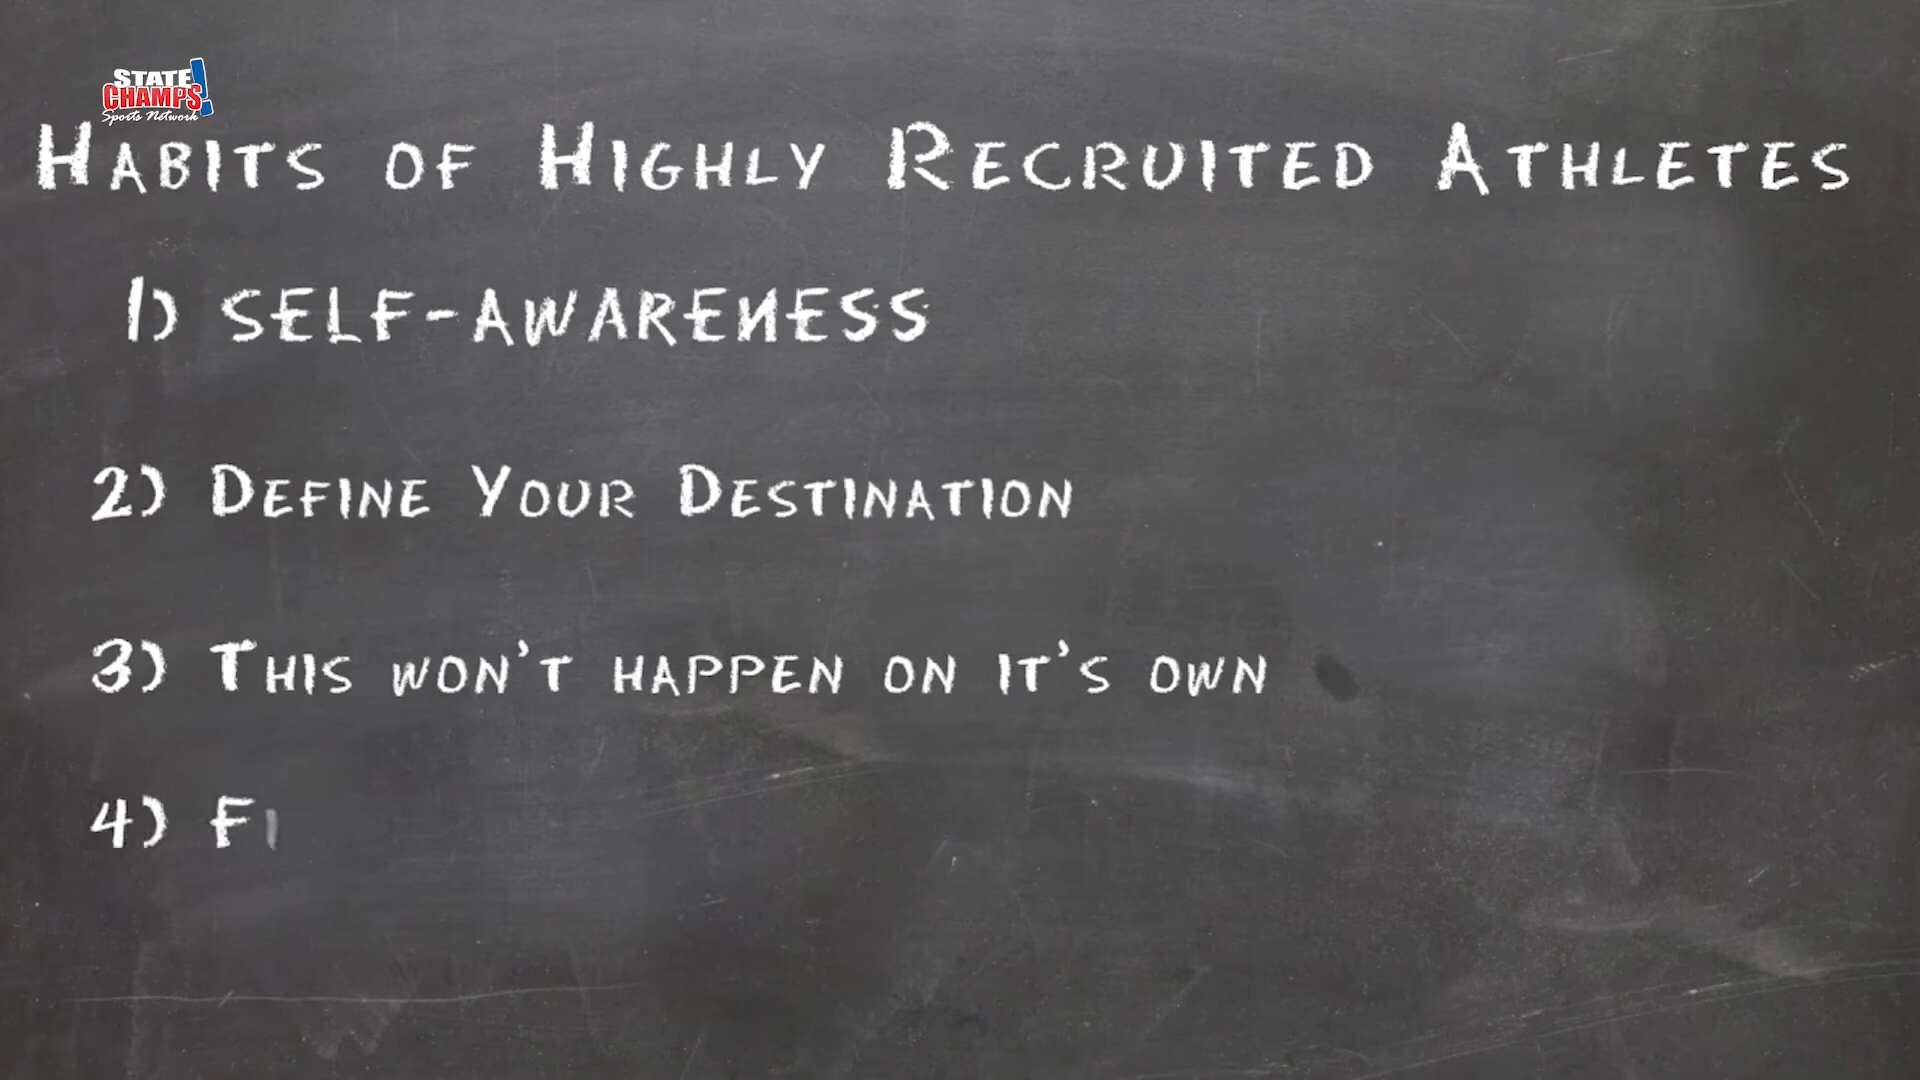 STATE
CHAMPS!
Sports Network
HABITS OF HIGHLY RECRUITED ATHLETES
1) SELF-AWARENESS
2) DEFINE YOUR DESTINATION
3) THIS WON'T HAPPEN ON IT'S OWN
4) FI